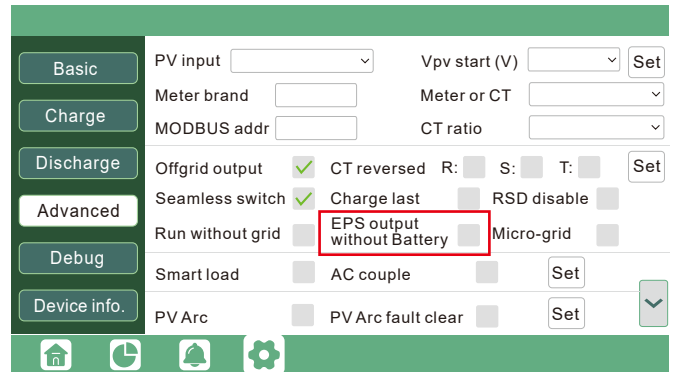 Basic
Charge
Discharge
Advanced
Debug
Device info.
PV input
Vpv start (V)
Set
Meter brand
Meter or CT
MODBUS addr
CT ratio
Offgrid output
CT reversed R: S: T:
Set
Seamless switch
Charge last
RSD disable
Run without grid
EPS output
without Battery
Micro-grid
Smart load
AC couple
Set
PV Arc
PV Arc fault clear
Set